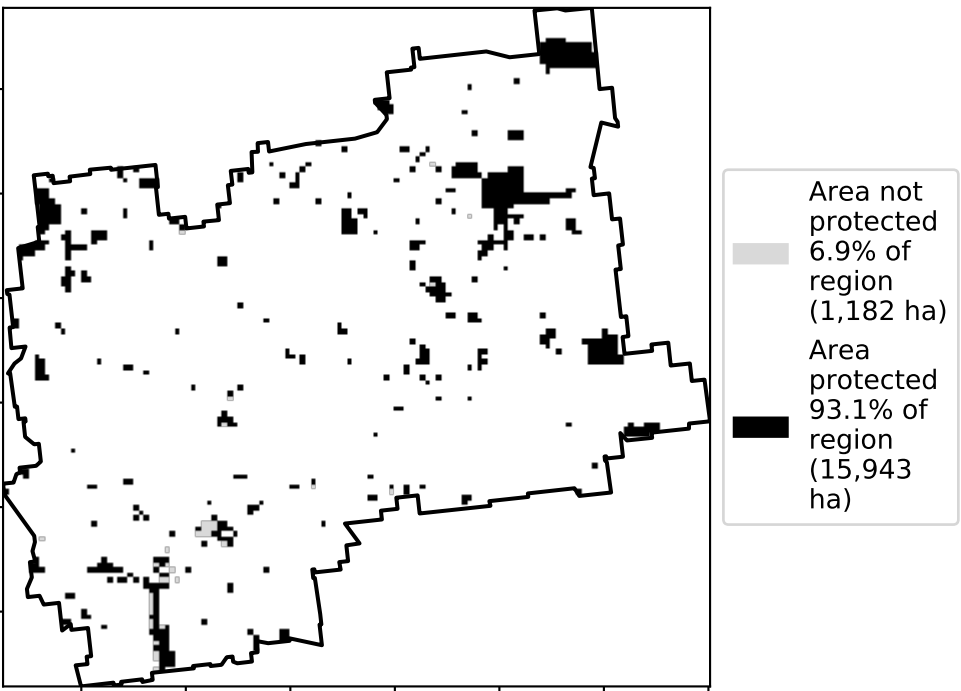 Area not
protected
6.9% of
region
(1,182 ha)
Area
protected
93.1% of
region
(15,943
ha)